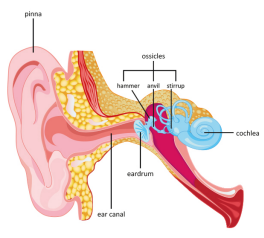 pinna
ossicles
hammer anvil stirrup
cochlea
eardrum
ear canal